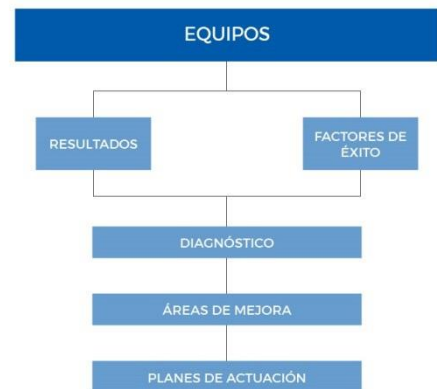 EQUIPOS
RESULTADOS
FACTORES DE
ÉXITO
DIAGNÓSTICO
ÁREAS DE MEJORA
PLANES DE ACTUACIÓN